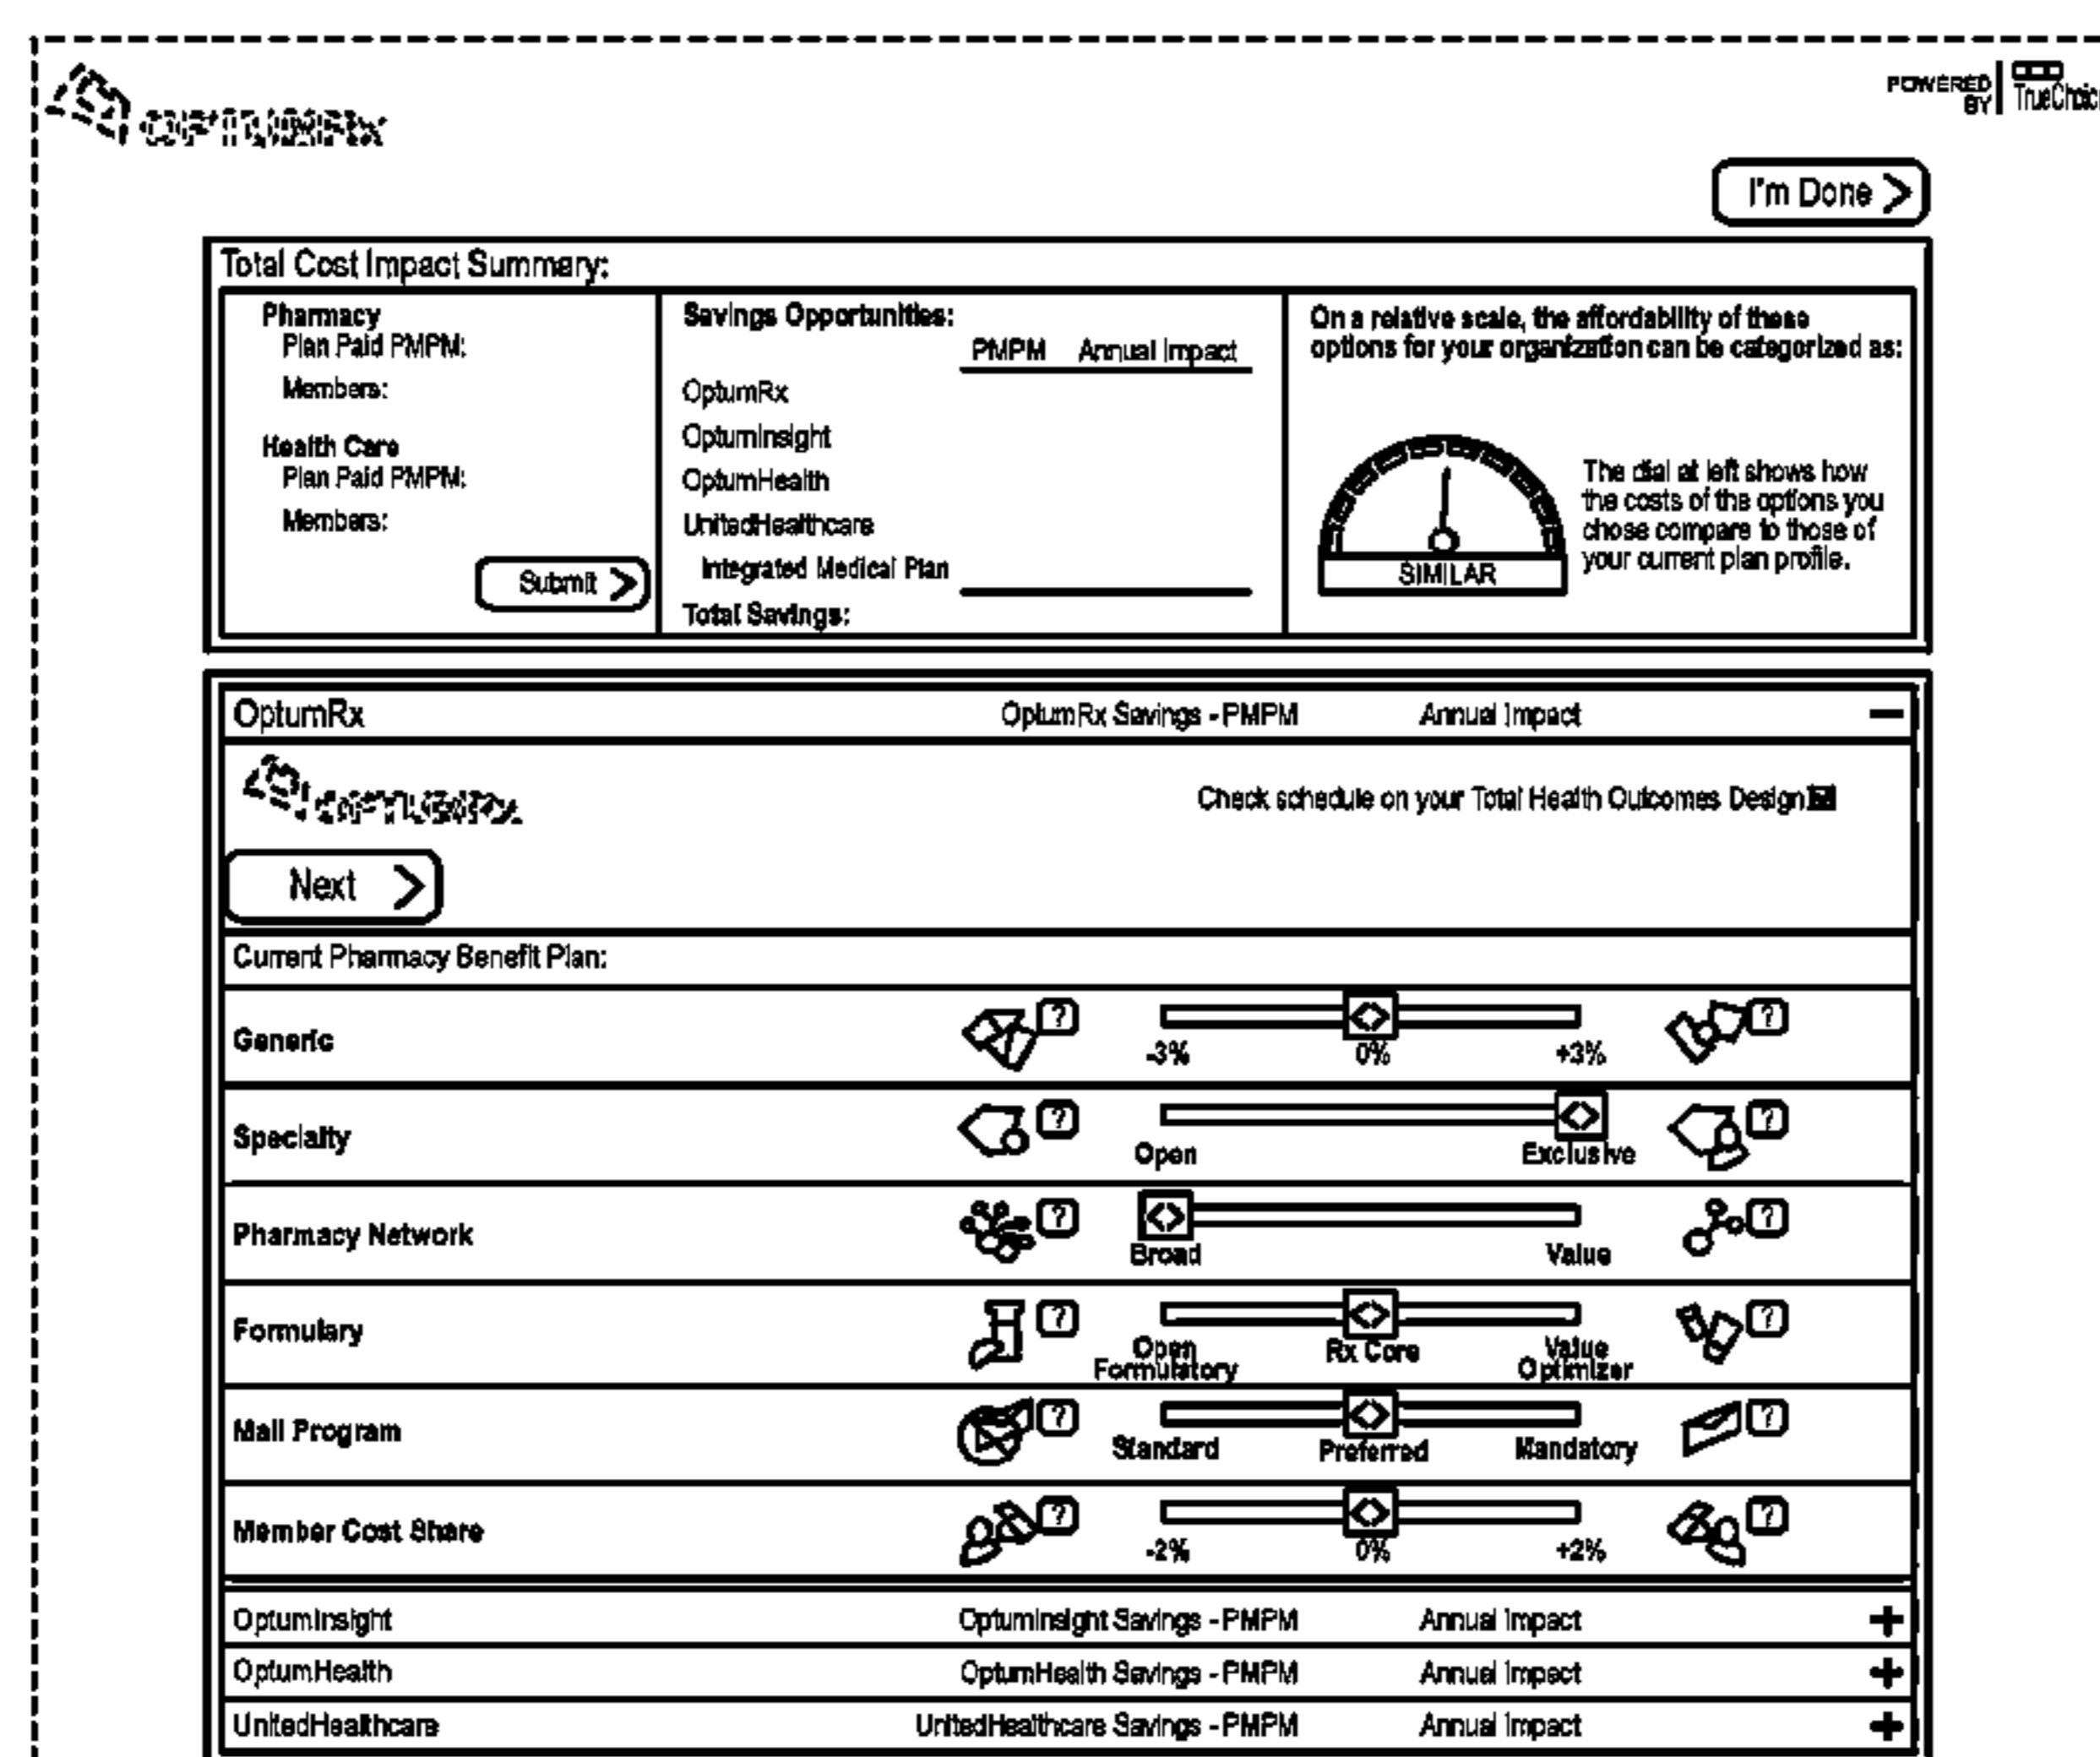 OPTUMRx
POWERED
BY
I'm Done
Total Cost Impact Summary:
Pharmacy
Plan Paid PMPM:
Members:
Health Care
Plan Paid PMPM:
Members:
Submit
Savings Opportunities:
PMPM Annual Impact
OptumRx
OptumInsight
OptumHealth
UnitedHealthcare
Integrated Medical Plan
Total Savings:
On a relative scale, the affordability of these
options for your organization can be categorized as:
SIMILAR
The dial at left shows how
the costs of the options you
chose compare to those of
your current plan profile.
OptumRx OptumRx Savings - PMPM Annual Impact
OPTUMRx
Check schedule on your Total Health Outcomes Design
Next
Current Pharmacy Benefit Plan:
Generic ? ?
-3% 0% +3%
Specialty ? ?
Open Exclusive
Pharmacy Network ? ?
Broad Value
Formulary ? ?
Open Rx Core Value
Formulatory Optimizer
Mail Program ? ?
Standard Preferred Mandatory
Member Cost Share ? ?
-2% 0% +2%
OptumInsight OptumInsight Savings - PMPM Annual Impact
OptumHealth OptumHealth Savings - PMPM Annual Impact
UnitedHealthcare UnitedHealthcare Savings - PMPM Annual Impact